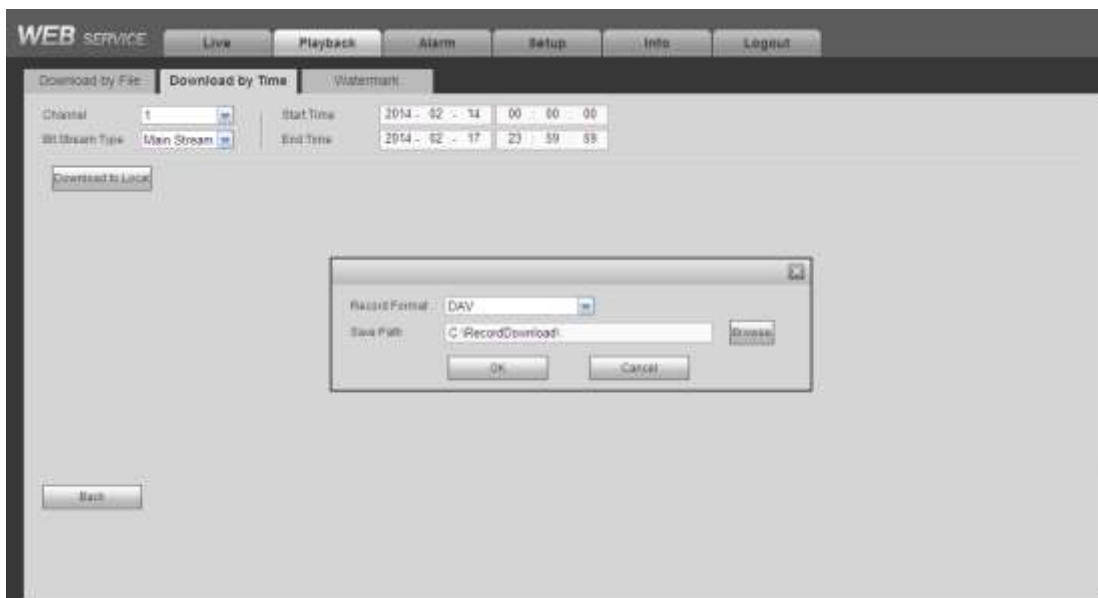 WEB SERVICE Live Playback Alarm Setup Info Logout
Download by File Download by Time Watermark
Channel 1 Start Time 2014 - 02 - 14 00 : 00 : 00
Bit Stream Type Main Stream End Time 2014 - 02 - 17 23 : 59 : 59
Download to Local
Record Format DAV
Save Path C:\RecordDownload\ Browse
OK Cancel
Back